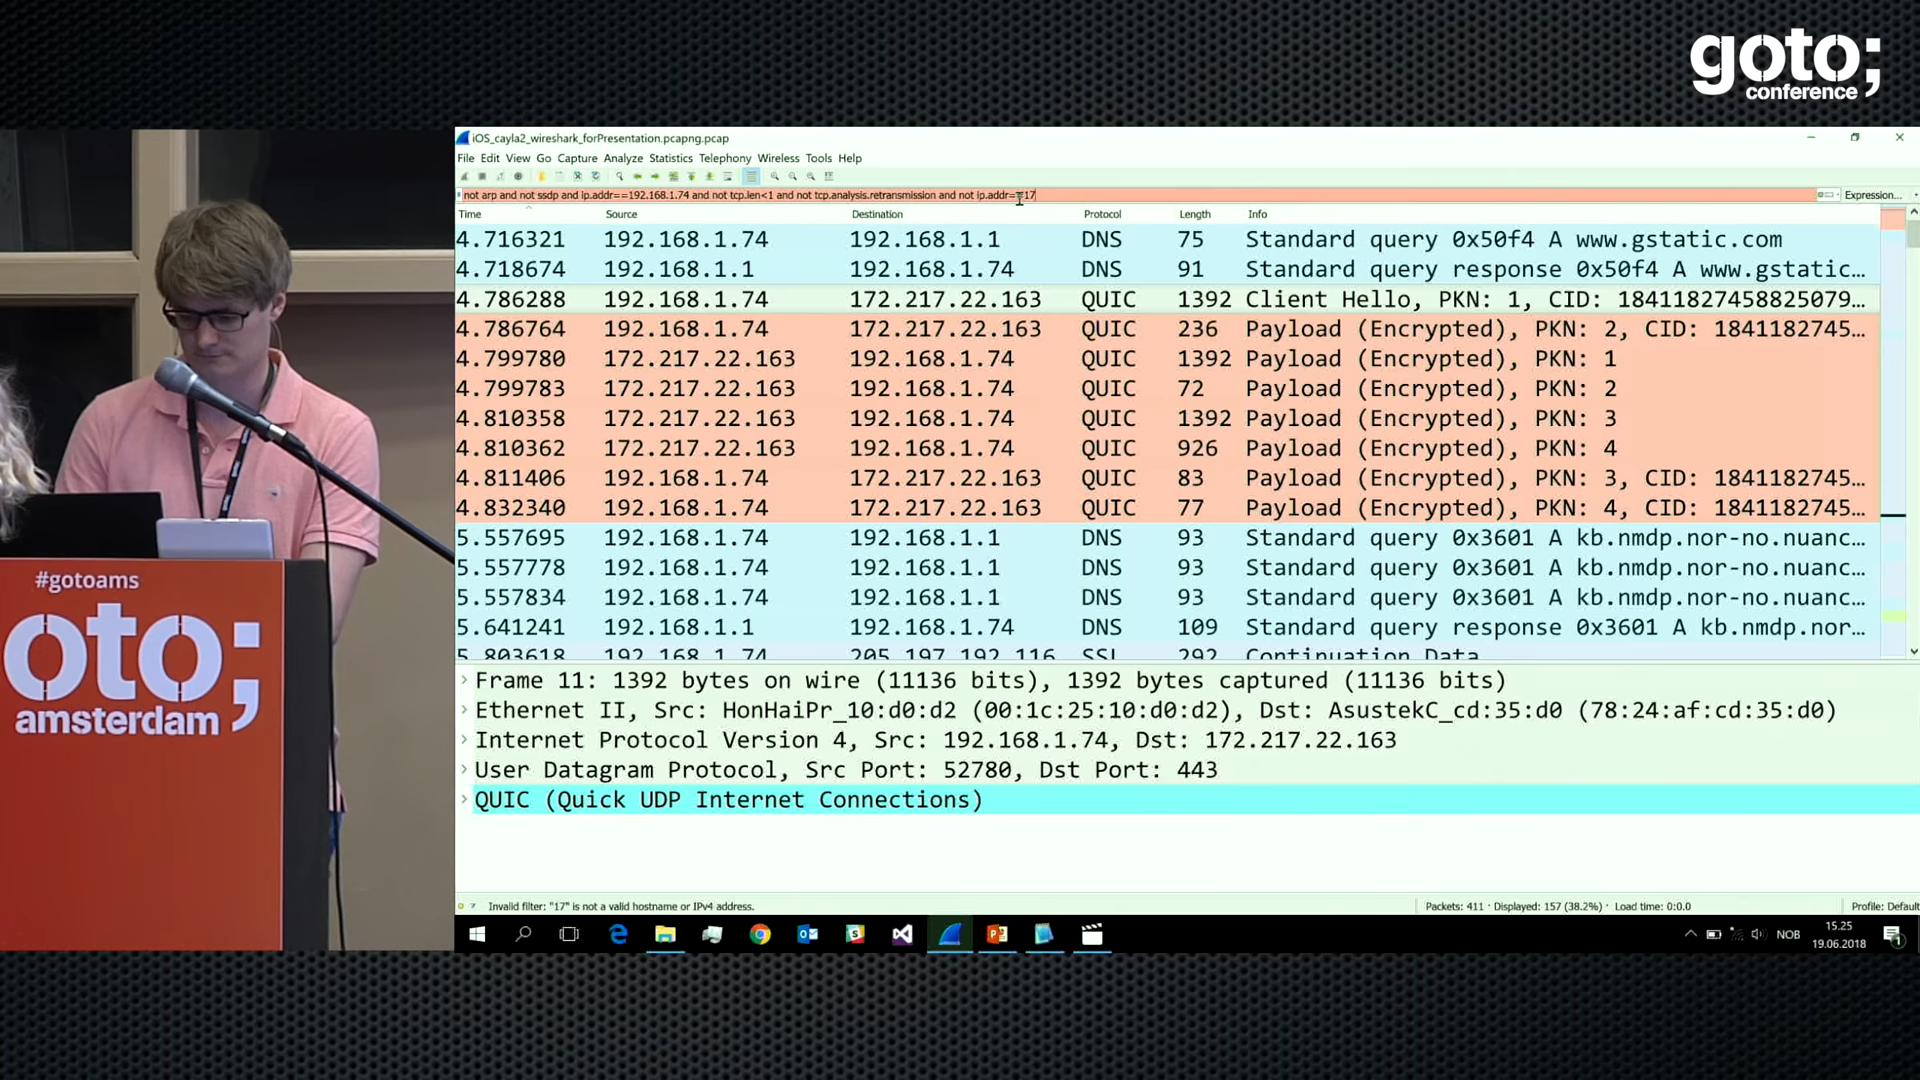 goto;
conference
iOS_cayla2_wireshark_forPresentation.pcapng.pcap
File Edit View Go Capture Analyze Statistics Telephony Wireless Tools Help
not arp and not ssdp and ip.addr==192.168.1.74 and not tcp.len<1 and not tcp.analysis.retransmission and not ip.addr==17
Expression...
Time Source Destination Protocol Length Info
4.716321 192.168.1.74 192.168.1.1 DNS 75 Standard query 0x50f4 A www.gstatic.com
4.718674 192.168.1.1 192.168.1.74 DNS 91 Standard query response 0x50f4 A www.gstatic...
4.786288 192.168.1.74 172.217.22.163 QUIC 1392 Client Hello, PKN: 1, CID: 18411827458825079...
4.786764 192.168.1.74 172.217.22.163 QUIC 236 Payload (Encrypted), PKN: 2, CID: 1841182745...
4.799780 172.217.22.163 192.168.1.74 QUIC 1392 Payload (Encrypted), PKN: 1
4.799783 172.217.22.163 192.168.1.74 QUIC 72 Payload (Encrypted), PKN: 2
4.810358 172.217.22.163 192.168.1.74 QUIC 1392 Payload (Encrypted), PKN: 3
4.810362 172.217.22.163 192.168.1.74 QUIC 926 Payload (Encrypted), PKN: 4
4.811406 192.168.1.74 172.217.22.163 QUIC 83 Payload (Encrypted), PKN: 3, CID: 1841182745...
4.832340 192.168.1.74 172.217.22.163 QUIC 77 Payload (Encrypted), PKN: 4, CID: 1841182745...
5.557695 192.168.1.74 192.168.1.1 DNS 93 Standard query 0x3601 A kb.nmdp.nor-no.nuanc...
5.557778 192.168.1.74 192.168.1.1 DNS 93 Standard query 0x3601 A kb.nmdp.nor-no.nuanc...
5.557834 192.168.1.74 192.168.1.1 DNS 93 Standard query 0x3601 A kb.nmdp.nor-no.nuanc...
5.641241 192.168.1.1 192.168.1.74 DNS 109 Standard query response 0x3601 A kb.nmdp.nor...
5.803618 192.168.1.74 205.197.192.116 SSL 292 Continuation Data
Frame 11: 1392 bytes on wire (11136 bits), 1392 bytes captured (11136 bits)
Ethernet II, Src: HonHaiPr_10:d0:d2 (00:1c:25:10:d0:d2), Dst: AsustekC_cd:35:d0 (78:24:af:cd:35:d0)
Internet Protocol Version 4, Src: 192.168.1.74, Dst: 172.217.22.163
User Datagram Protocol, Src Port: 52780, Dst Port: 443
QUIC (Quick UDP Internet Connections)
Invalid filter: "17" is not a valid hostname or IPv4 address.
Packets: 411 · Displayed: 157 (38.2%) · Load time: 0:0.0
Profile: Default
NOB
15.25
19.06.2018
#gotoams
oto;
amsterdam